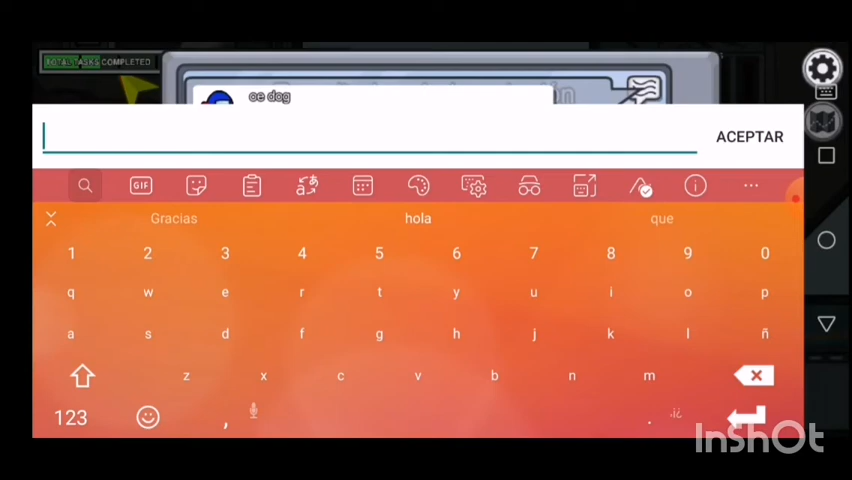 TOTAL TASKS COMPLETED
ce dog
ACEPTAR
GIF
Gracias hola que
1 2 3 4 5 6 7 8 9 0
q w e r t y u i o p
a s d f g h j k l ñ
z x c v b n m
123 , . ,¡¿
InShOt